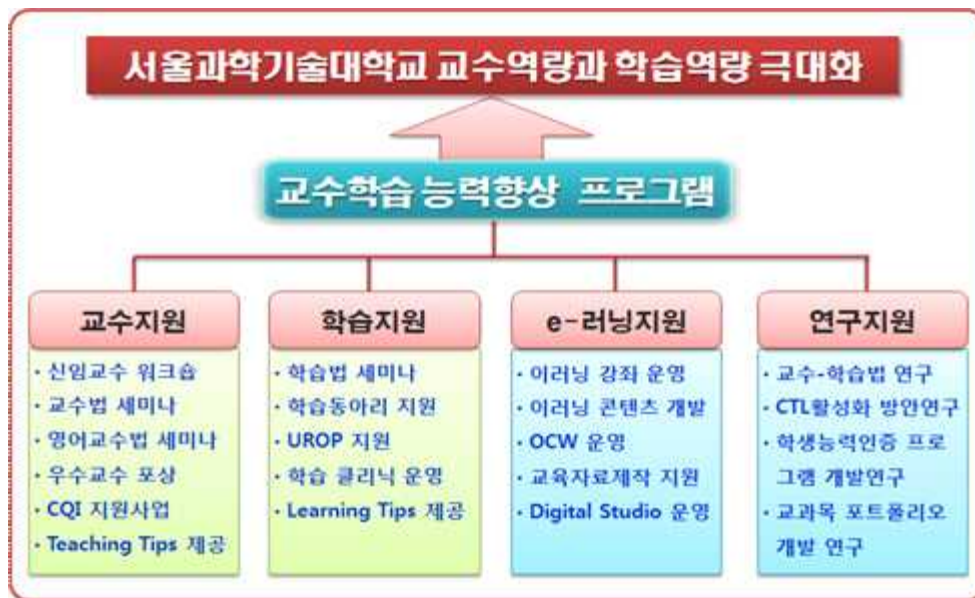 서울과학기술대학교 교수역량과 학습역량 극대화
교수학습 능력향상 프로그램
교수지원
· 신임교수 워크숍
· 교수법 세미나
· 영어교수법 세미나
· 우수교수 포상
· CQI 지원사업
· Teaching Tips 제공
학습지원
· 학습법 세미나
· 학습동아리 지원
· UROP 지원
· 학습 클리닉 운영
· Learning Tips 제공
e-러닝지원
· 이러닝 강좌 운영
· 이러닝 콘텐츠 개발
· OCW 운영
· 교육자료제작 지원
· Digital Studio 운영
연구지원
· 교수-학습법 연구
· CTL활성화 방안연구
· 학생능력인증 프로
그램 개발연구
· 교과목 포트폴리오
개발 연구